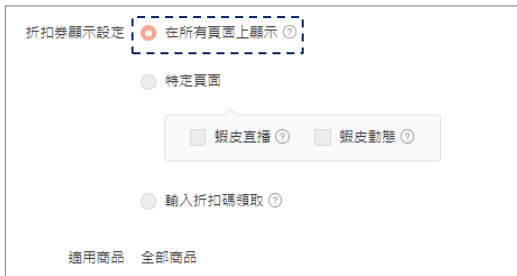 折扣券顯示設定 在所有頁面上顯示 ?
特定頁面
蝦皮直播 ? 蝦皮動態 ?
輸入折扣碼領取 ?
適用商品 全部商品